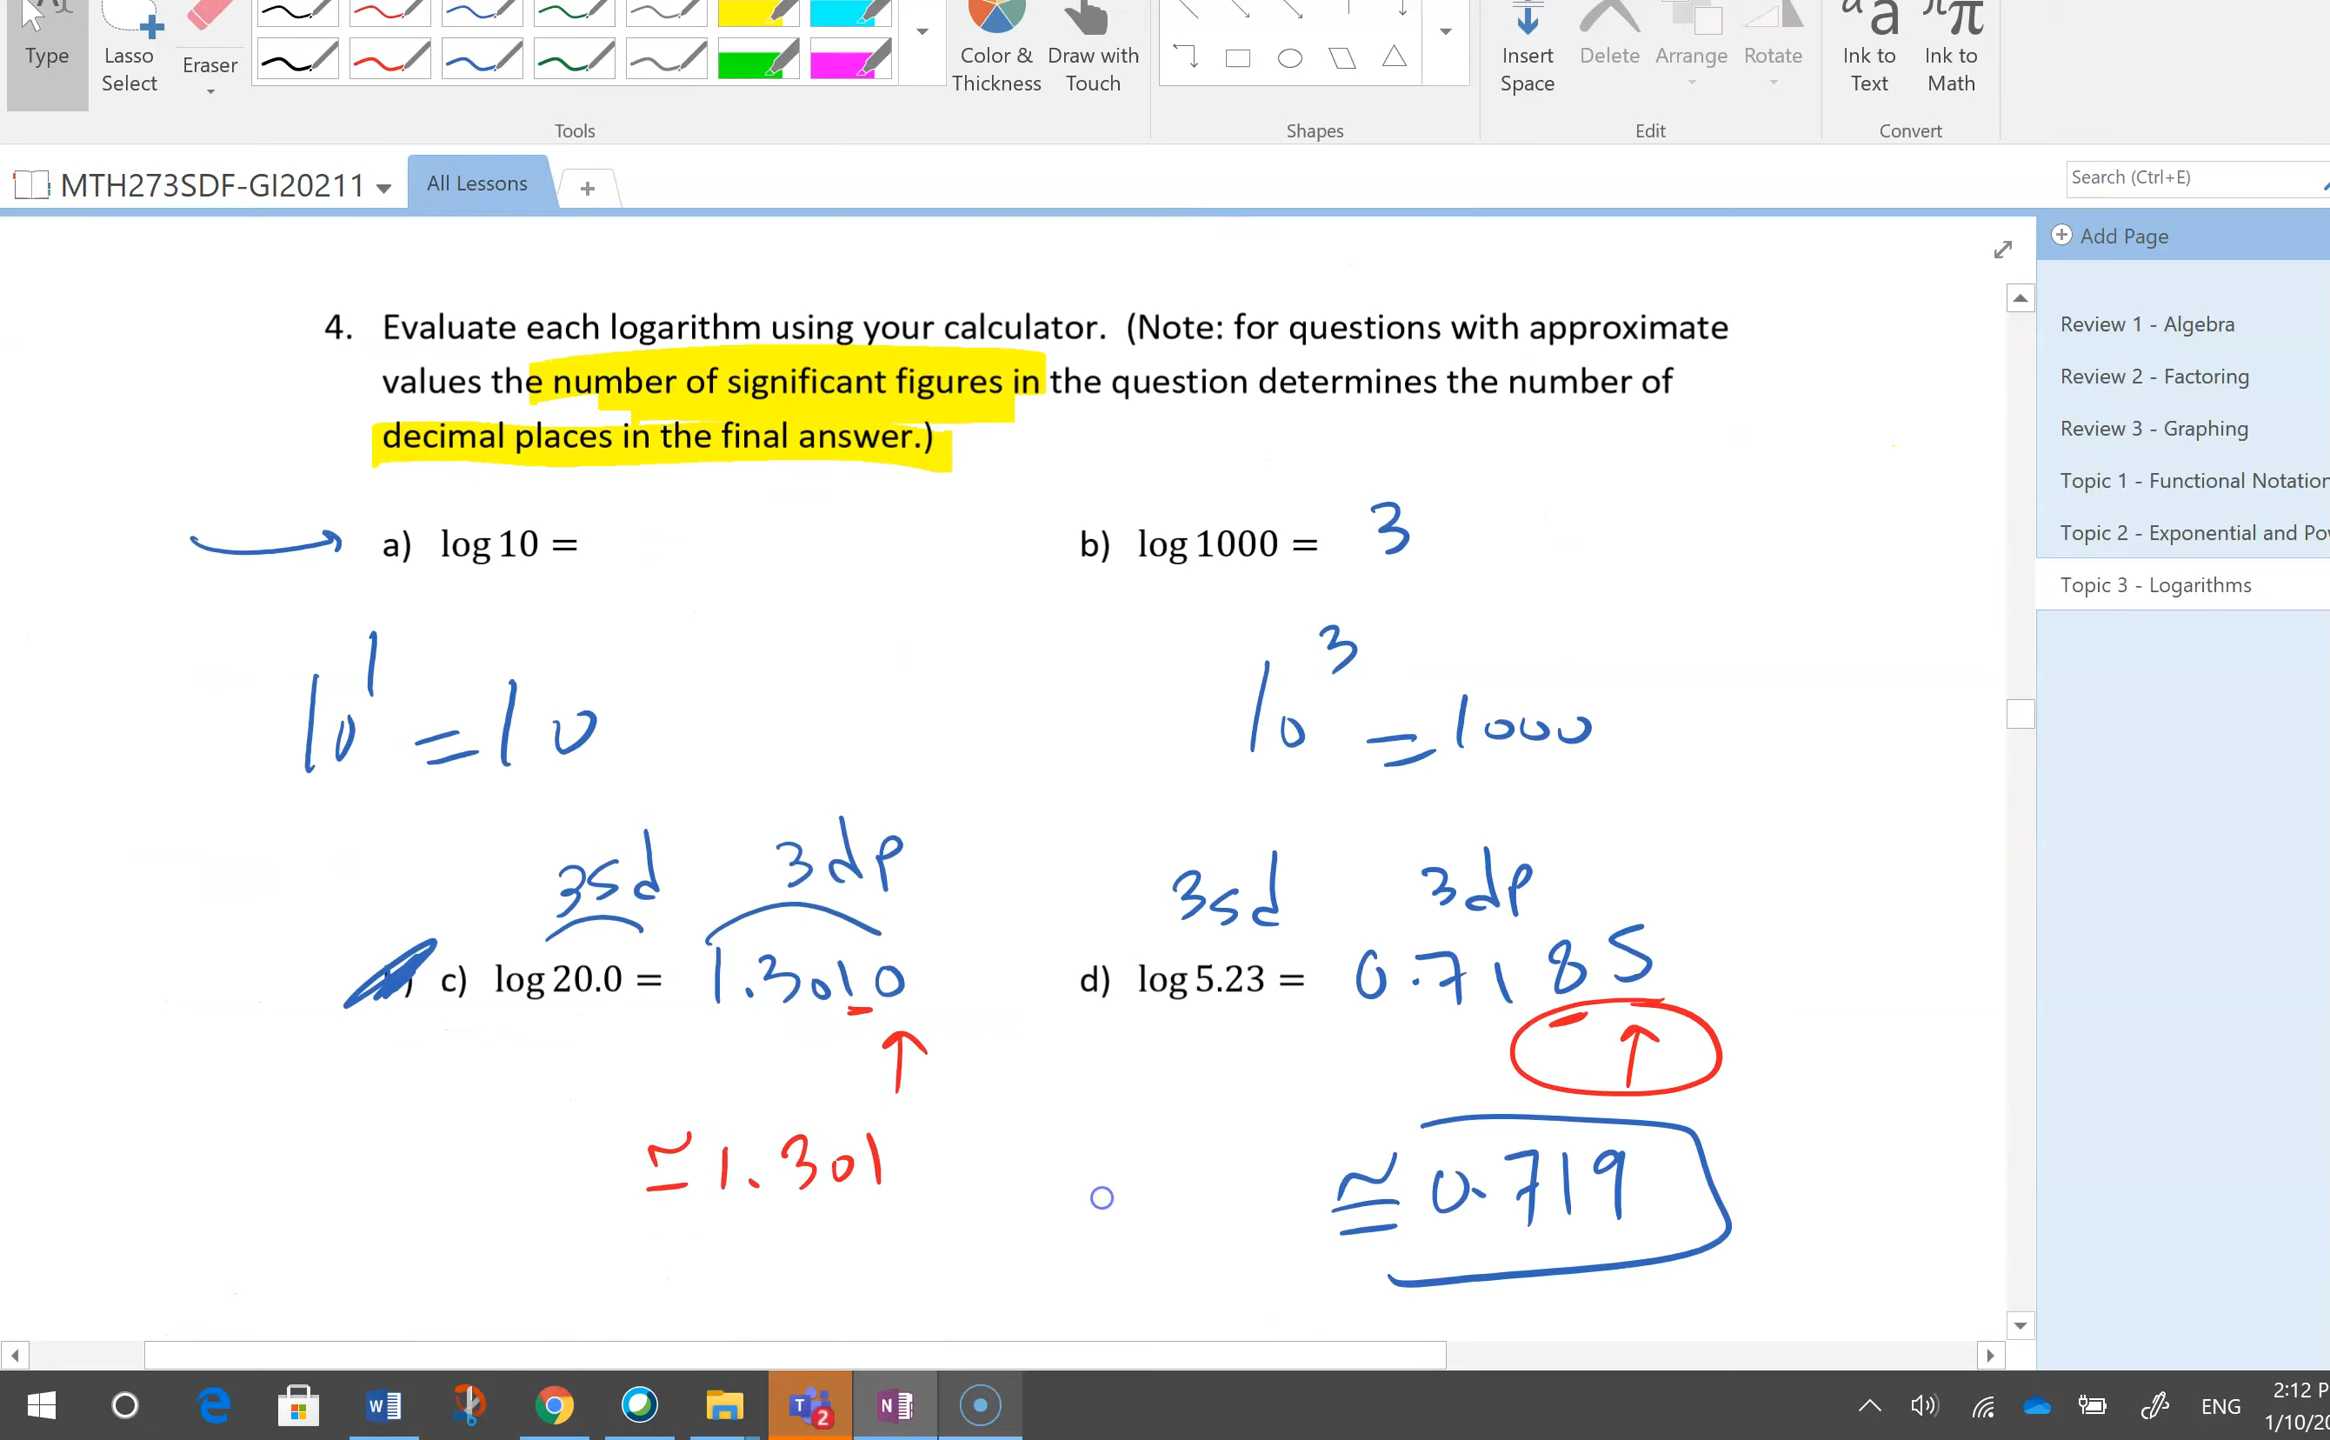 Type
Lasso Select
Eraser
Color & Thickness
Draw with Touch
Insert Space
Delete
Arrange
Rotate
Ink to Text
Ink to Math
Tools
Shapes
Edit
Convert
MTH273SDF-GI20211
All Lessons
Search (Ctrl+E)
Add Page
Review 1 - Algebra
Review 2 - Factoring
Review 3 - Graphing
Topic 1 - Functional Notation
Topic 2 - Exponential and Po
Topic 3 - Logarithms
4. Evaluate each logarithm using your calculator. (Note: for questions with approximate
values the number of significant figures in the question determines the number of
decimal places in the final answer.)
a) log 10 =
b) log 1000 = 3
10¹ = 10
10³ = 1000
3sd 3dp
3sd 3dp
c) log 20.0 = 1.3010
d) log 5.23 = 0.7185
≃ 1.301
≅ 0.719
ENG
2:12 P
1/10/20